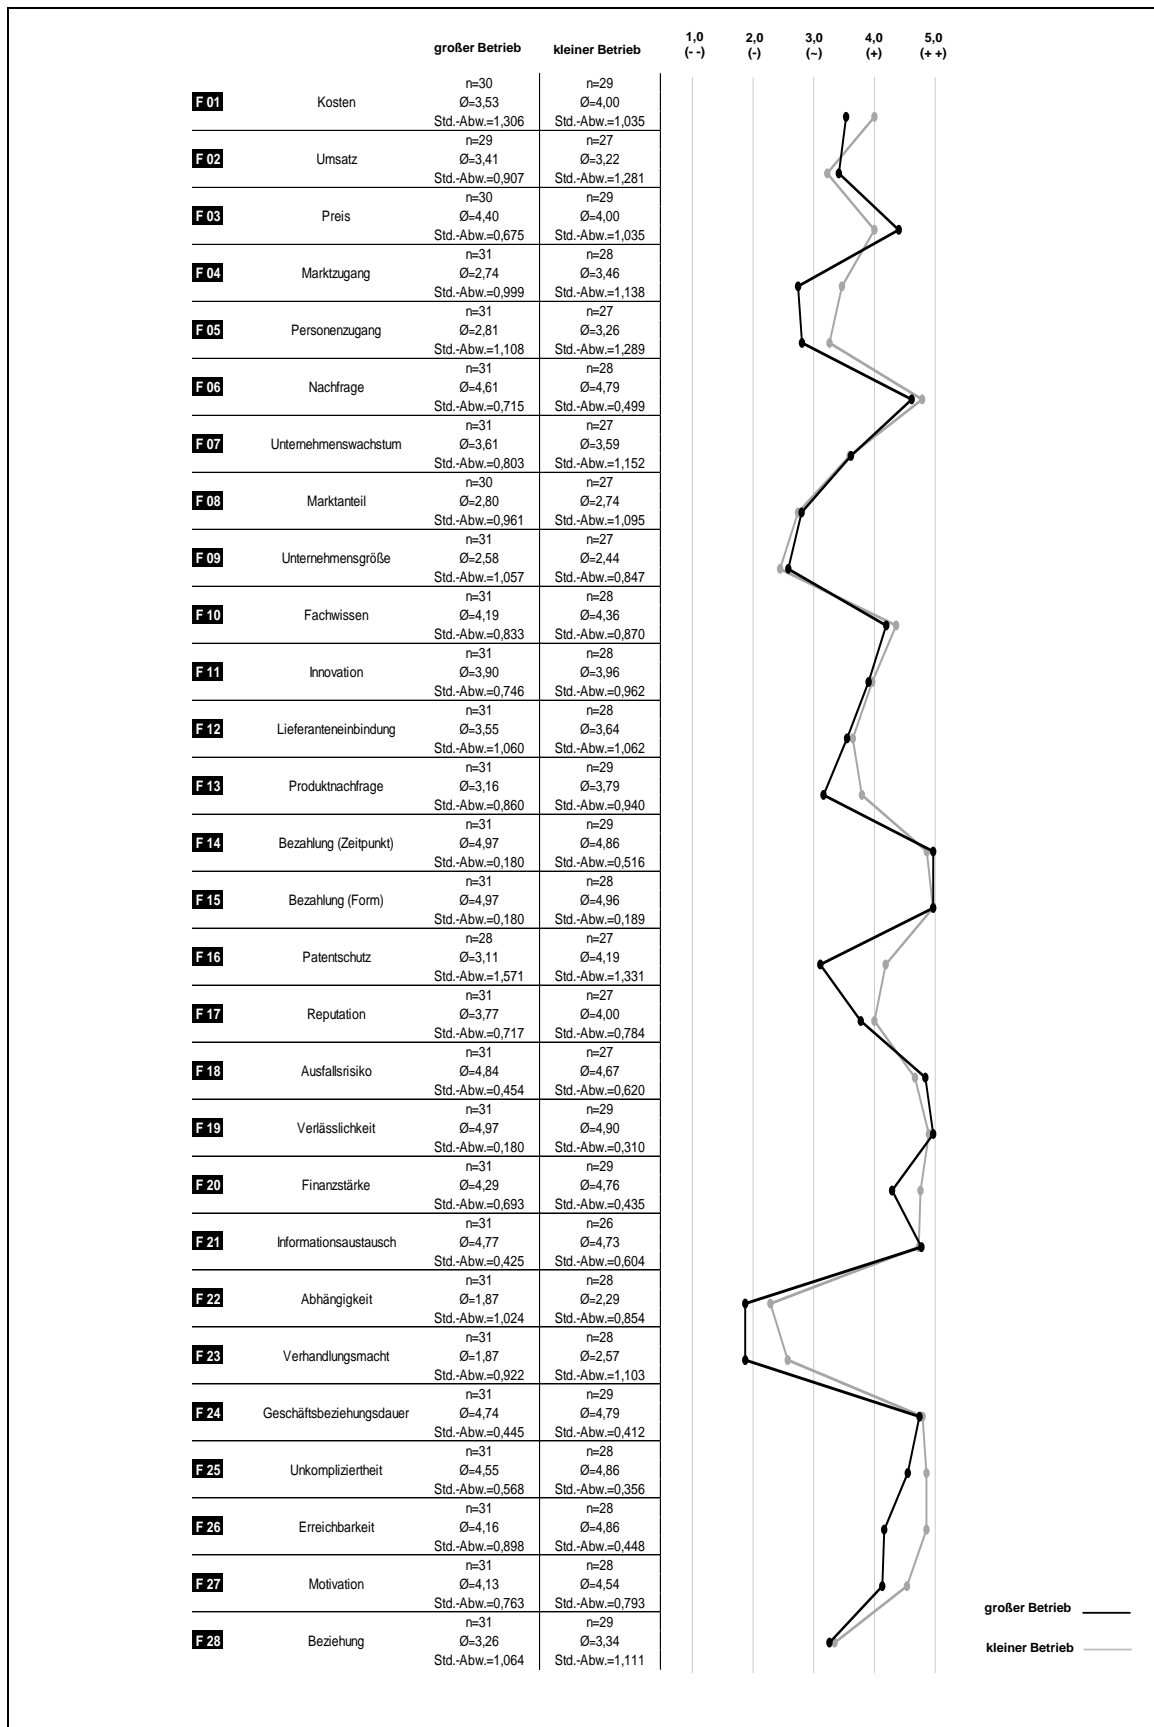 großer Betrieb kleiner Betrieb 1,0 2,0 3,0 4,0 5,0
(- -) (-) (~) (+) (+ +)
n=30 n=29
F 01 Kosten Ø=3,53 Ø=4,00
Std.-Abw.=1,306 Std.-Abw.=1,035
n=29 n=27
F 02 Umsatz Ø=3,41 Ø=3,22
Std.-Abw.=0,907 Std.-Abw.=1,281
n=30 n=29
F 03 Preis Ø=4,40 Ø=4,00
Std.-Abw.=0,675 Std.-Abw.=1,035
n=31 n=28
F 04 Marktzugang Ø=2,74 Ø=3,46
Std.-Abw.=0,999 Std.-Abw.=1,138
n=31 n=27
F 05 Personenzugang Ø=2,81 Ø=3,26
Std.-Abw.=1,108 Std.-Abw.=1,289
n=31 n=28
F 06 Nachfrage Ø=4,61 Ø=4,79
Std.-Abw.=0,715 Std.-Abw.=0,499
n=31 n=27
F 07 Unternehmenswachstum Ø=3,61 Ø=3,59
Std.-Abw.=0,803 Std.-Abw.=1,152
n=30 n=27
F 08 Marktanteil Ø=2,80 Ø=2,74
Std.-Abw.=0,961 Std.-Abw.=1,095
n=31 n=27
F 09 Unternehmensgröße Ø=2,58 Ø=2,44
Std.-Abw.=1,057 Std.-Abw.=0,847
n=31 n=28
F 10 Fachwissen Ø=4,19 Ø=4,36
Std.-Abw.=0,833 Std.-Abw.=0,870
n=31 n=28
F 11 Innovation Ø=3,90 Ø=3,96
Std.-Abw.=0,746 Std.-Abw.=0,962
n=31 n=28
F 12 Lieferanteneinbindung Ø=3,55 Ø=3,64
Std.-Abw.=1,060 Std.-Abw.=1,062
n=31 n=29
F 13 Produktnachfrage Ø=3,16 Ø=3,79
Std.-Abw.=0,860 Std.-Abw.=0,940
n=31 n=29
F 14 Bezahlung (Zeitpunkt) Ø=4,97 Ø=4,86
Std.-Abw.=0,180 Std.-Abw.=0,516
n=31 n=28
F 15 Bezahlung (Form) Ø=4,97 Ø=4,96
Std.-Abw.=0,180 Std.-Abw.=0,189
n=28 n=27
F 16 Patentschutz Ø=3,11 Ø=4,19
Std.-Abw.=1,571 Std.-Abw.=1,331
n=31 n=27
F 17 Reputation Ø=3,77 Ø=4,00
Std.-Abw.=0,717 Std.-Abw.=0,784
n=31 n=27
F 18 Ausfallsrisiko Ø=4,84 Ø=4,67
Std.-Abw.=0,454 Std.-Abw.=0,620
n=31 n=29
F 19 Verlässlichkeit Ø=4,97 Ø=4,90
Std.-Abw.=0,180 Std.-Abw.=0,310
n=31 n=29
F 20 Finanzstärke Ø=4,29 Ø=4,76
Std.-Abw.=0,693 Std.-Abw.=0,435
n=31 n=26
F 21 Informationsaustausch Ø=4,77 Ø=4,73
Std.-Abw.=0,425 Std.-Abw.=0,604
n=31 n=28
F 22 Abhängigkeit Ø=1,87 Ø=2,29
Std.-Abw.=1,024 Std.-Abw.=0,854
n=31 n=28
F 23 Verhandlungsmacht Ø=1,87 Ø=2,57
Std.-Abw.=0,922 Std.-Abw.=1,103
n=31 n=29
F 24 Geschäftsbeziehungsdauer Ø=4,74 Ø=4,79
Std.-Abw.=0,445 Std.-Abw.=0,412
n=31 n=28
F 25 Unkompliziertheit Ø=4,55 Ø=4,86
Std.-Abw.=0,568 Std.-Abw.=0,356
n=31 n=28
F 26 Erreichbarkeit Ø=4,16 Ø=4,86
Std.-Abw.=0,898 Std.-Abw.=0,448
n=31 n=28
F 27 Motivation Ø=4,13 Ø=4,54
Std.-Abw.=0,763 Std.-Abw.=0,793
großer Betrieb
n=31 n=29
F 28 Beziehung Ø=3,26 Ø=3,34
kleiner Betrieb
Std.-Abw.=1,064 Std.-Abw.=1,111